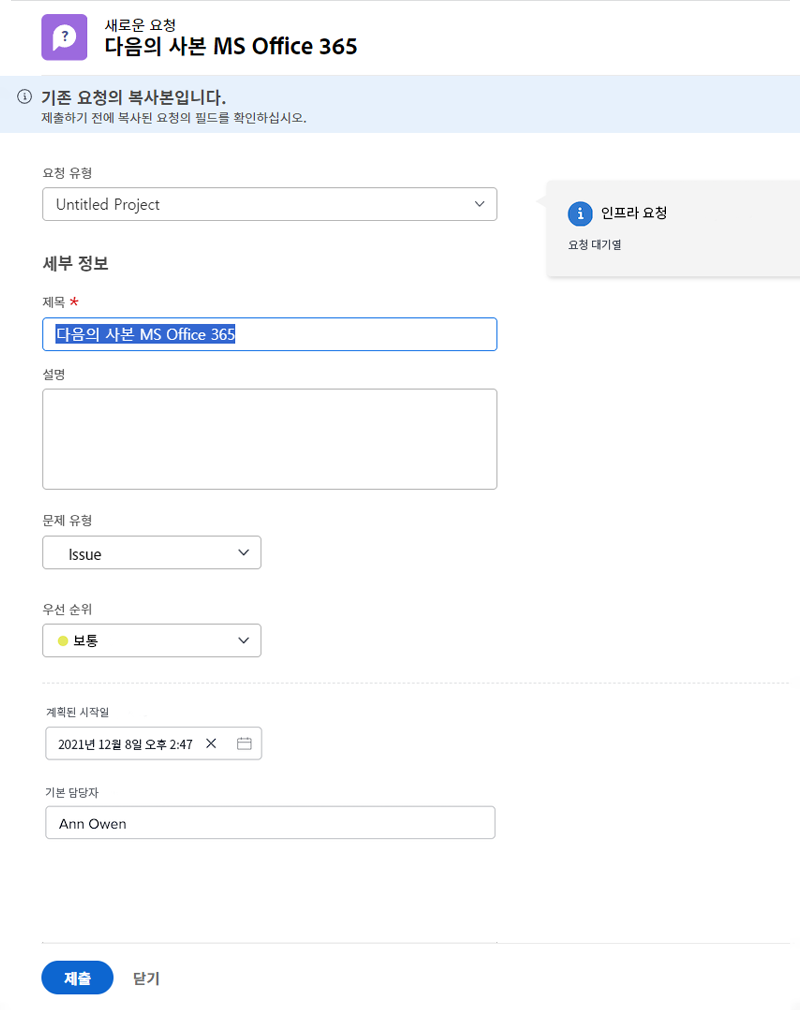 새로운 요청
다음의 사본 MS Office 365
기존 요청의 복사본입니다.
제출하기 전에 복사된 요청의 필드를 확인하십시오.
요청 유형
Untitled Project
인프라 요청
요청 대기열
세부 정보
제목 *
다음의 사본 MS Office 365
설명
문제 유형
Issue
우선 순위
보통
계획된 시작일
2021년 12월 8일 오후 2:47
기본 담당자
Ann Owen
제출 닫기